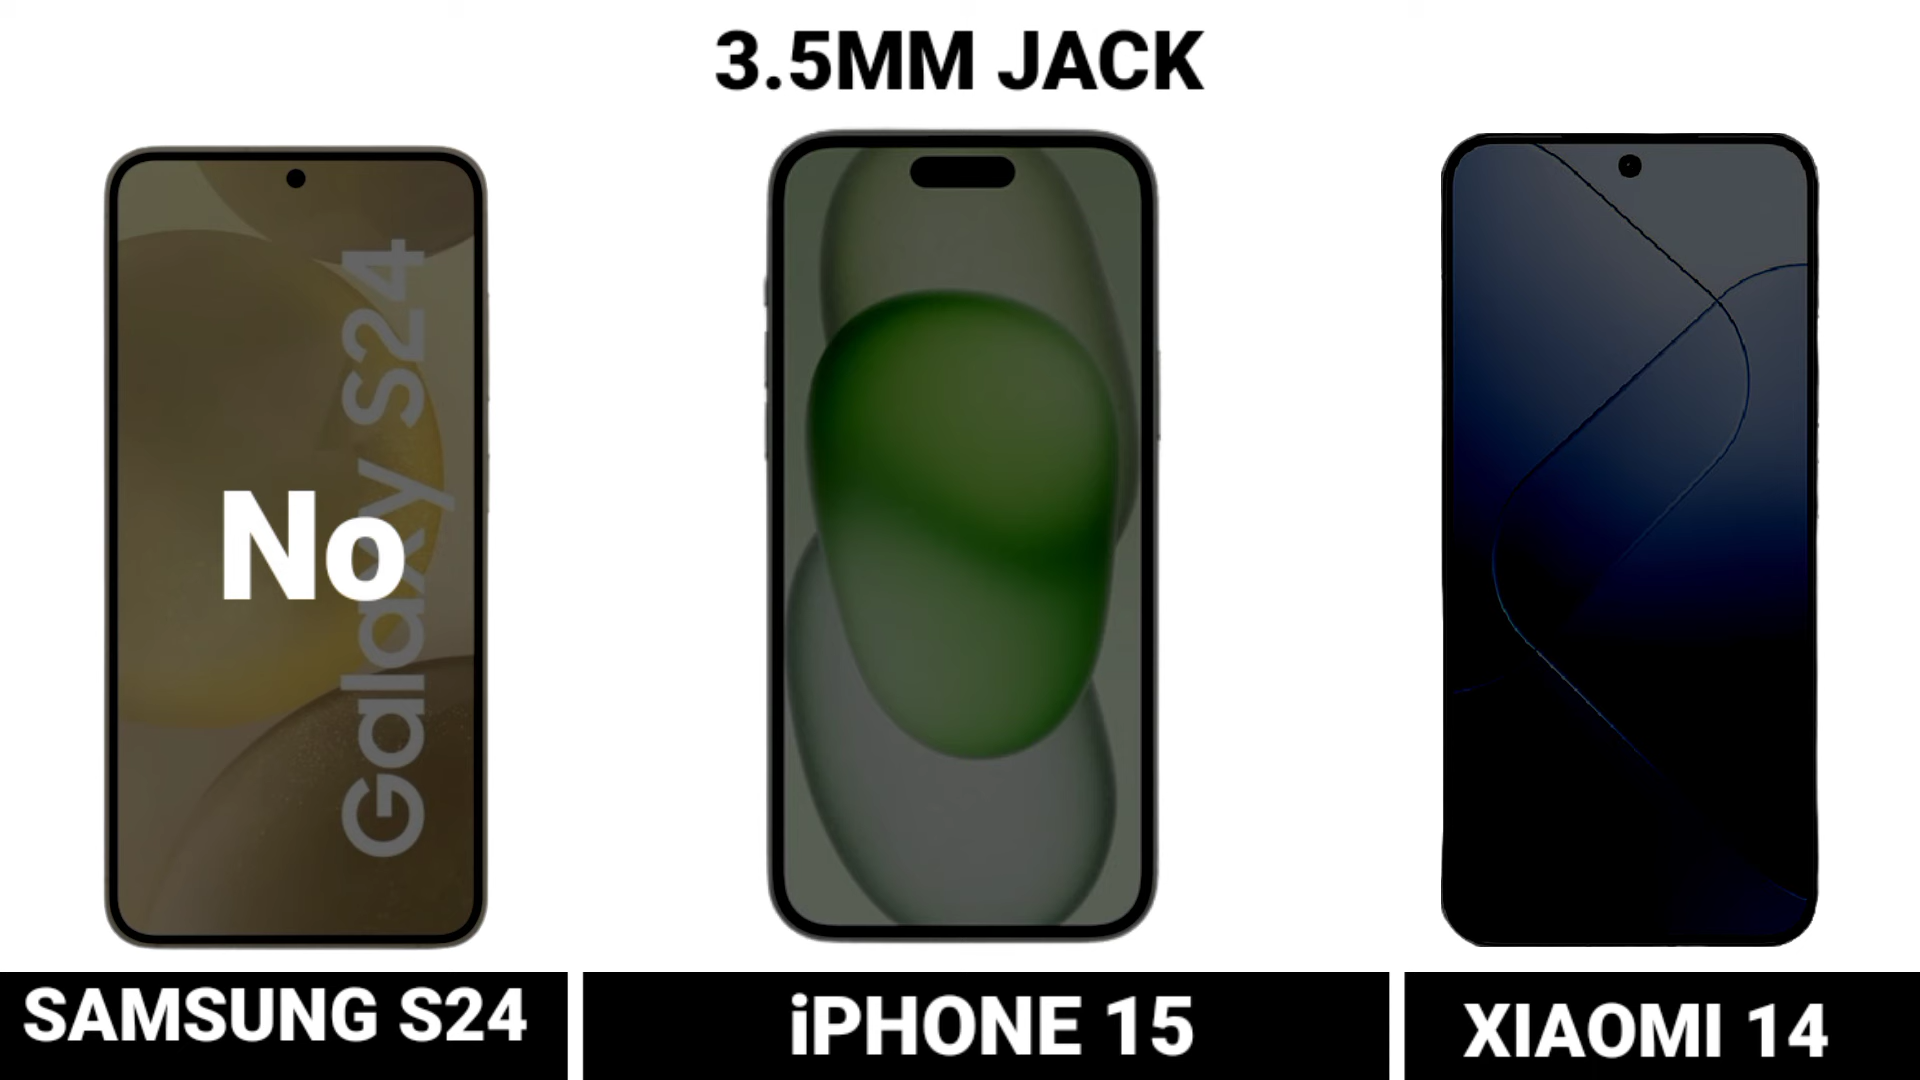 3.5MM JACK
Galaxy S24
No
SAMSUNG S24
iPHONE 15
XIAOMI 14